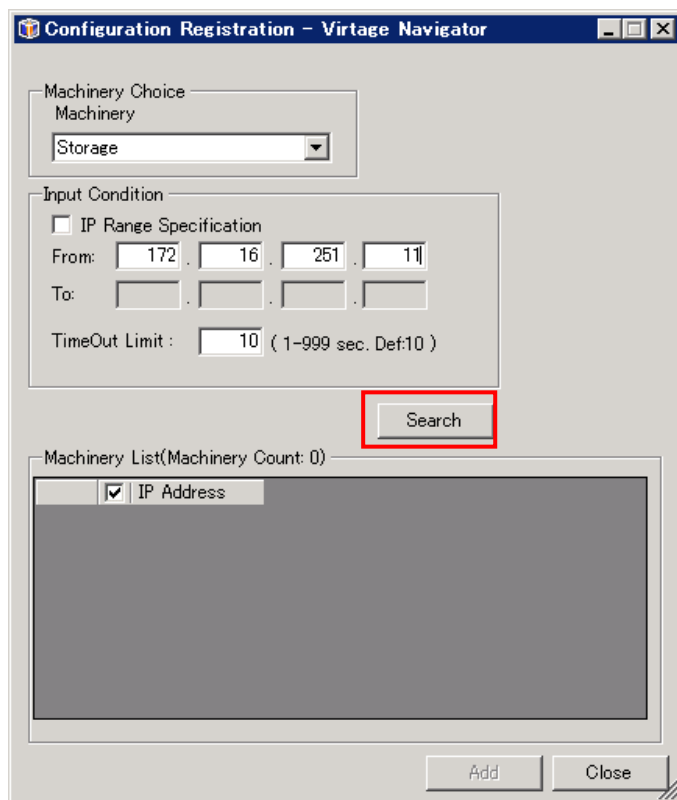 Configuration Registration - Virtage Navigator
Machinery Choice
Machinery
Storage
Input Condition
IP Range Specification
From: 172 . 16 . 251 . 11
To: . . .
TimeOut Limit : 10 ( 1-999 sec. Def:10 )
Search
Machinery List(Machinery Count: 0)
IP Address
Add Close